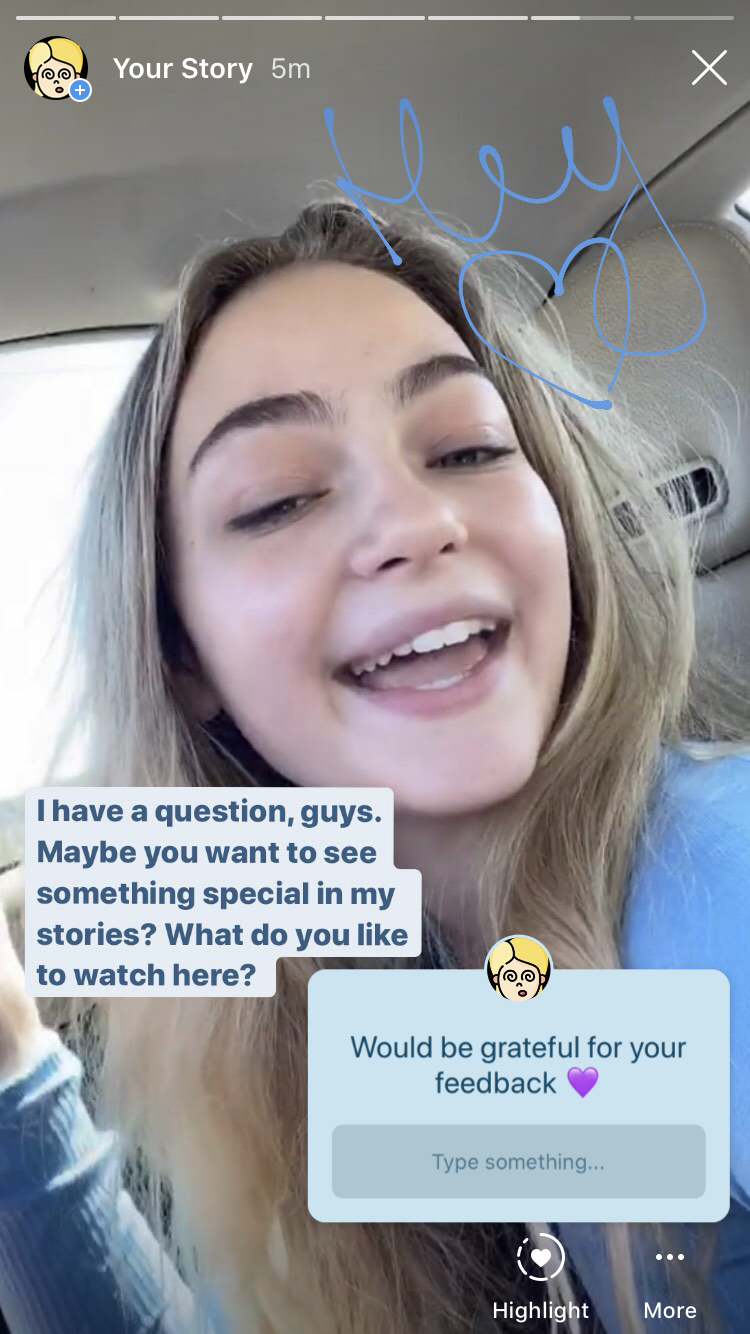 Your Story 5m
Hey
I have a question, guys.
Maybe you want to see
something special in my
stories? What do you like
to watch here?
Would be grateful for your
feedback 💜
Type something...
Highlight
More